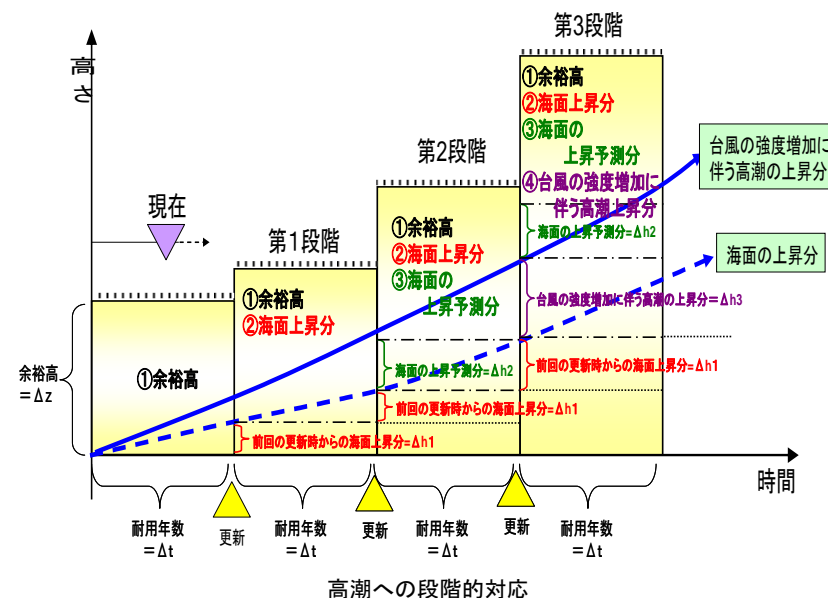 第3段階
高
さ
①余裕高
②海面上昇分
③海面の
上昇予測分
④台風の強度増加に
伴う高潮上昇分
台風の強度増加に
伴う高潮の上昇分
第2段階
現在
①余裕高
②海面上昇分
③海面の
上昇予測分
海面の上昇予測分=Δh2
第1段階
海面の上昇分
①余裕高
②海面上昇分
台風の強度増加に伴う高潮の上昇分=Δh3
余裕高
=Δz
①余裕高
海面の上昇予測分=Δh2
前回の更新時からの海面上昇分=Δh1
前回の更新時からの海面上昇分=Δh1
前回の更新時からの海面上昇分=Δh1
時間
耐用年数
=Δt
更新
耐用年数
=Δt
更新
耐用年数
=Δt
更新
耐用年数
=Δt
高潮への段階的対応